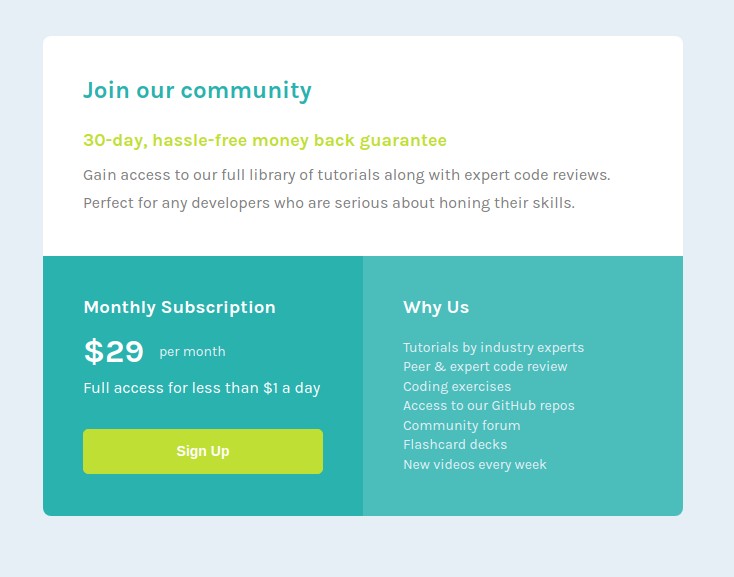 Join our community
30-day, hassle-free money back guarantee
Gain access to our full library of tutorials along with expert code reviews.
Perfect for any developers who are serious about honing their skills.
Monthly Subscription
$29 per month
Full access for less than $1 a day
Sign Up
Why Us
Tutorials by industry experts
Peer & expert code review
Coding exercises
Access to our GitHub repos
Community forum
Flashcard decks
New videos every week